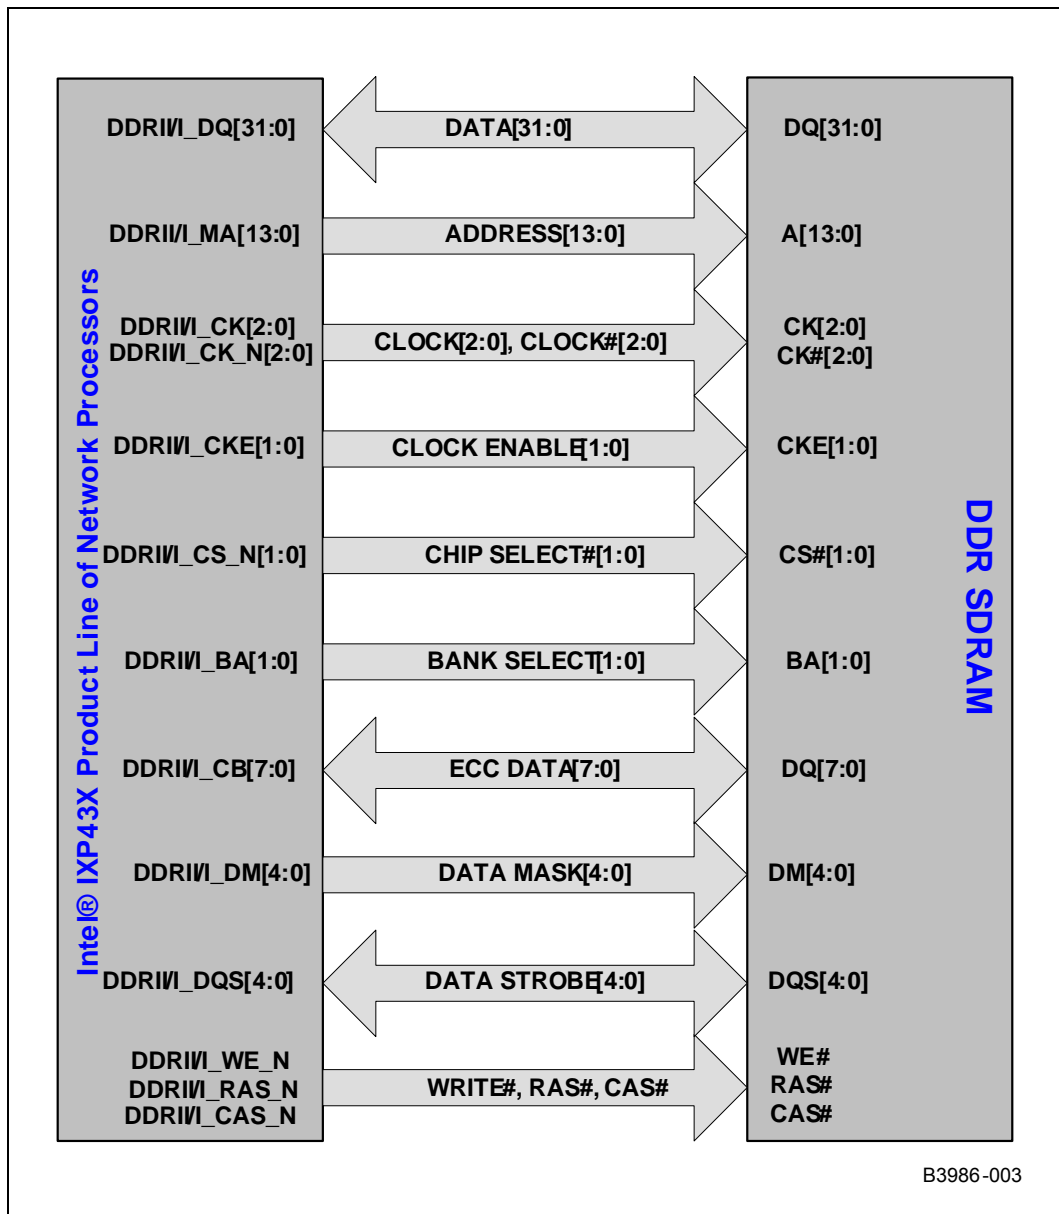 DDRII/I_DQ[31:0] DATA[31:0] DQ[31:0]
DDRII/I_MA[13:0] ADDRESS[13:0] A[13:0]
DDRII/I_CK[2:0] CK[2:0]
CLOCK[2:0], CLOCK#[2:0]
DDRII/I_CK_N[2:0] CK#[2:0]
DDRII/I_CKE[1:0] CLOCK ENABLE[1:0] CKE[1:0]
DDRII/I_CS_N[1:0] CHIP SELECT#[1:0] CS#[1:0]
DDRII/I_BA[1:0] BANK SELECT[1:0] BA[1:0]
DDRII/I_CB[7:0] ECC DATA[7:0] DQ[7:0]
DDRII/I_DM[4:0] DATA MASK[4:0] DM[4:0]
DDRII/I_DQS[4:0] DATA STROBE[4:0] DQS[4:0]
DDRII/I_WE_N WE#
DDRII/I_RAS_N WRITE#, RAS#, CAS# RAS#
DDRII/I_CAS_N CAS#
Intel® IXP43X Product Line of Network Processors
DDR SDRAM
B3986-003